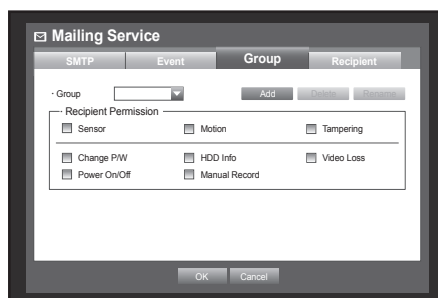 Mailing Service
SMTP Event Group Recipient
· Group Add Delete Rename
Recipient Permission
Sensor Motion Tampering
Change P/W HDD Info Video Loss
Power On/Off Manual Record
OK Cancel